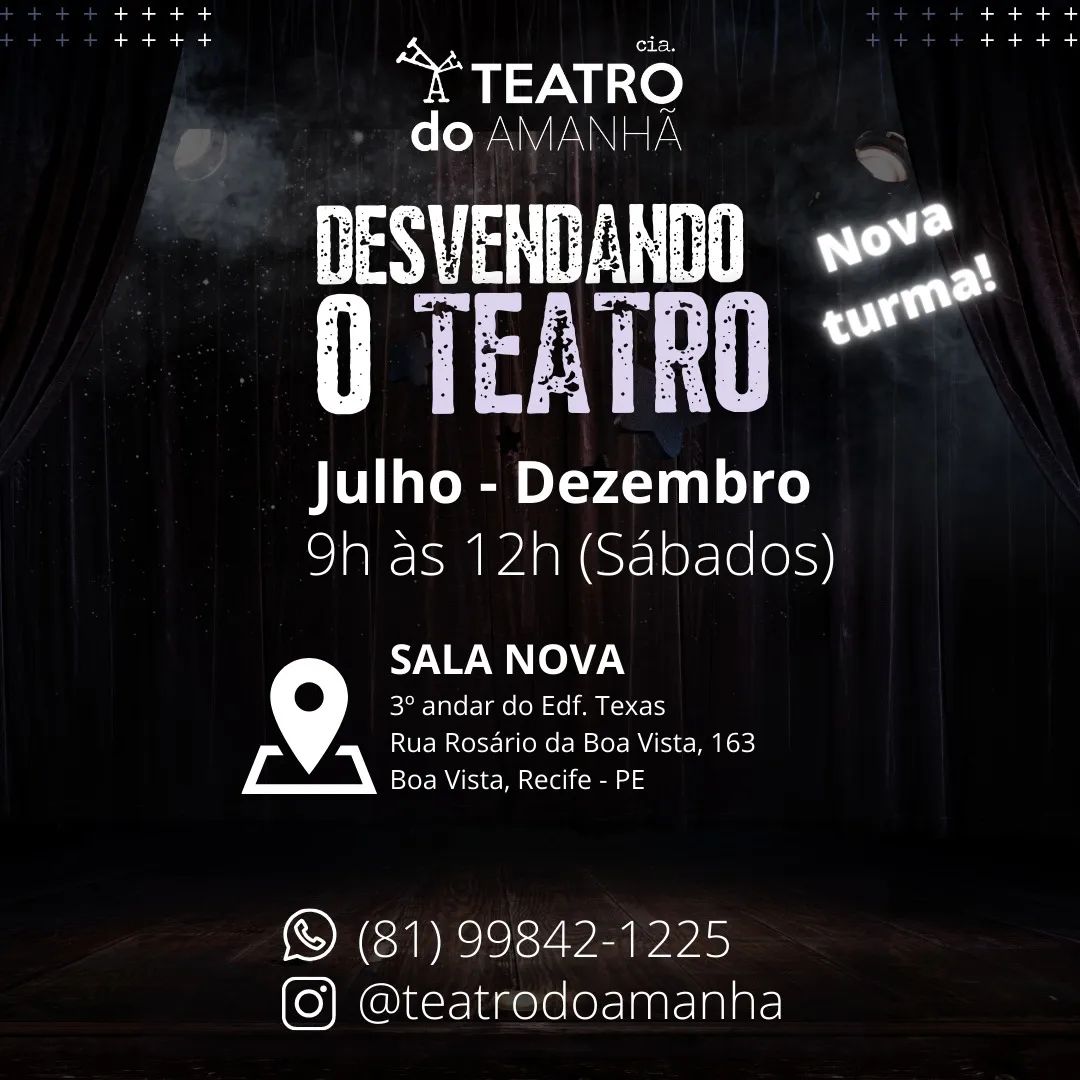 cia.
TEATRO
do AMANHÃ
DESVENDANDO
O TEATRO
Nova
turma!
Julho - Dezembro
9h às 12h (Sábados)
SALA NOVA
3º andar do Edf. Texas
Rua Rosário da Boa Vista, 163
Boa Vista, Recife - PE
(81) 99842-1225
@teatrodoamanha